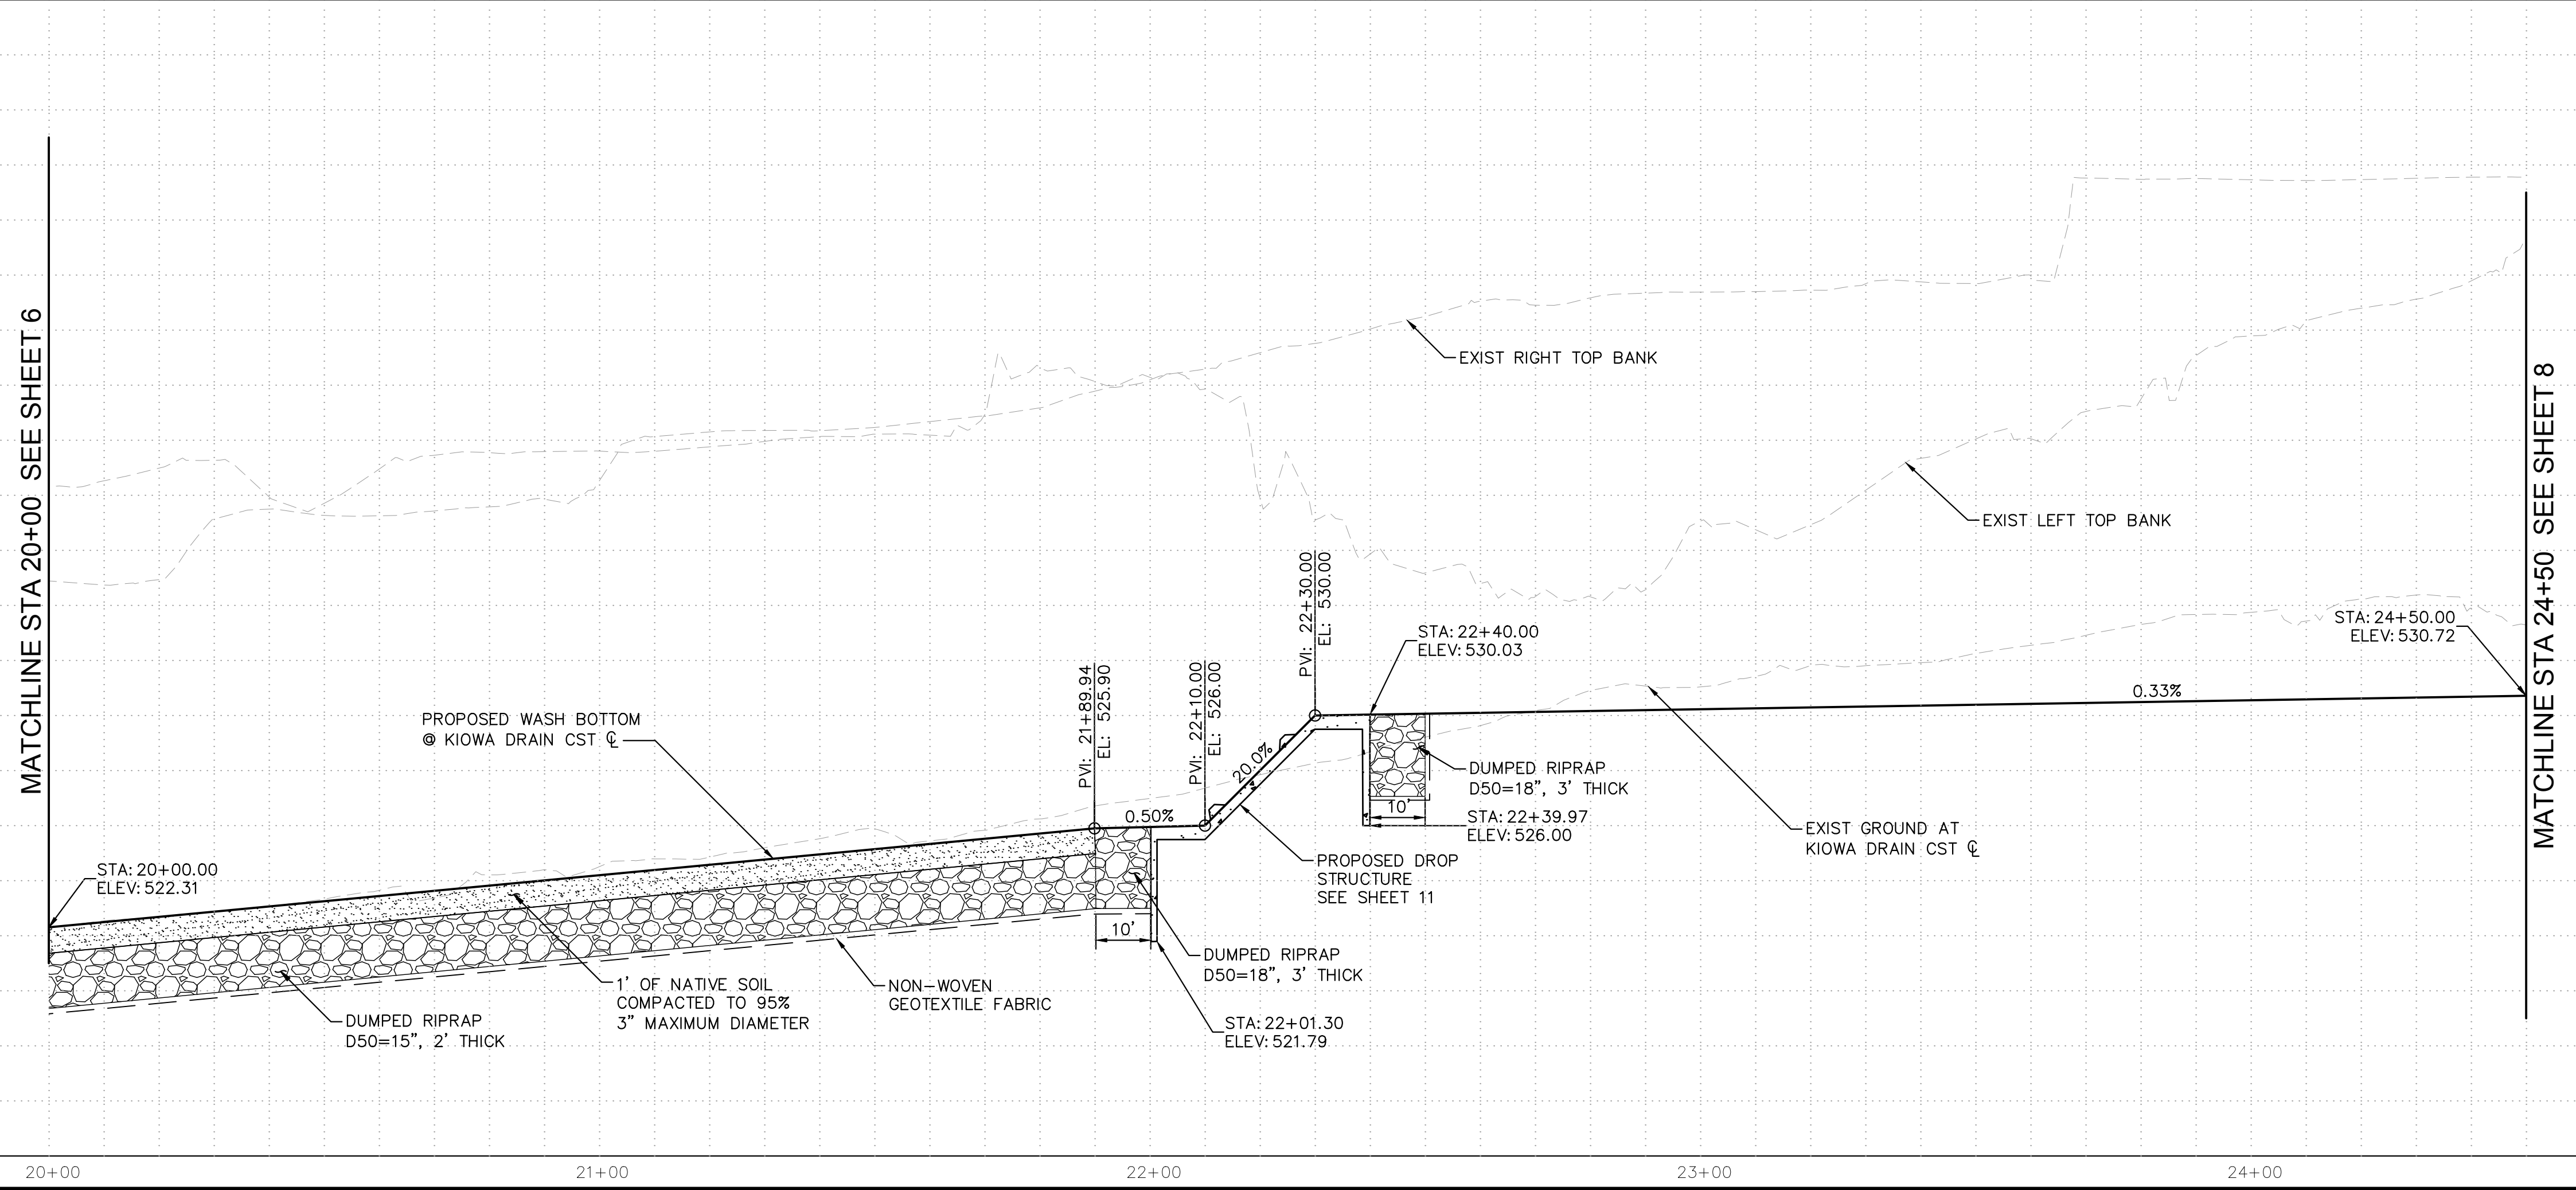 MATCHLINE STA 20+00 SEE SHEET 6
EXIST RIGHT TOP BANK
EXIST LEFT TOP BANK
MATCHLINE STA 24+50 SEE SHEET 8
PVI: 22+30.00
EL: 530.00
STA: 22+40.00
ELEV: 530.03
STA: 24+50.00
ELEV: 530.72
PVI: 21+89.94
EL: 525.90
PVI: 22+10.00
EL: 526.00
0.33%
PROPOSED WASH BOTTOM
@ KIOWA DRAIN CST ℄
20.0%
0.50%
DUMPED RIPRAP
D50=18", 3' THICK
10'
STA: 22+39.97
ELEV: 526.00
EXIST GROUND AT
KIOWA DRAIN CST ℄
PROPOSED DROP
STRUCTURE
SEE SHEET 11
STA: 20+00.00
ELEV: 522.31
10'
DUMPED RIPRAP
D50=18", 3' THICK
1' OF NATIVE SOIL
COMPACTED TO 95%
3" MAXIMUM DIAMETER
NON-WOVEN
GEOTEXTILE FABRIC
DUMPED RIPRAP
D50=15", 2' THICK
STA: 22+01.30
ELEV: 521.79
20+00
21+00
22+00
23+00
24+00